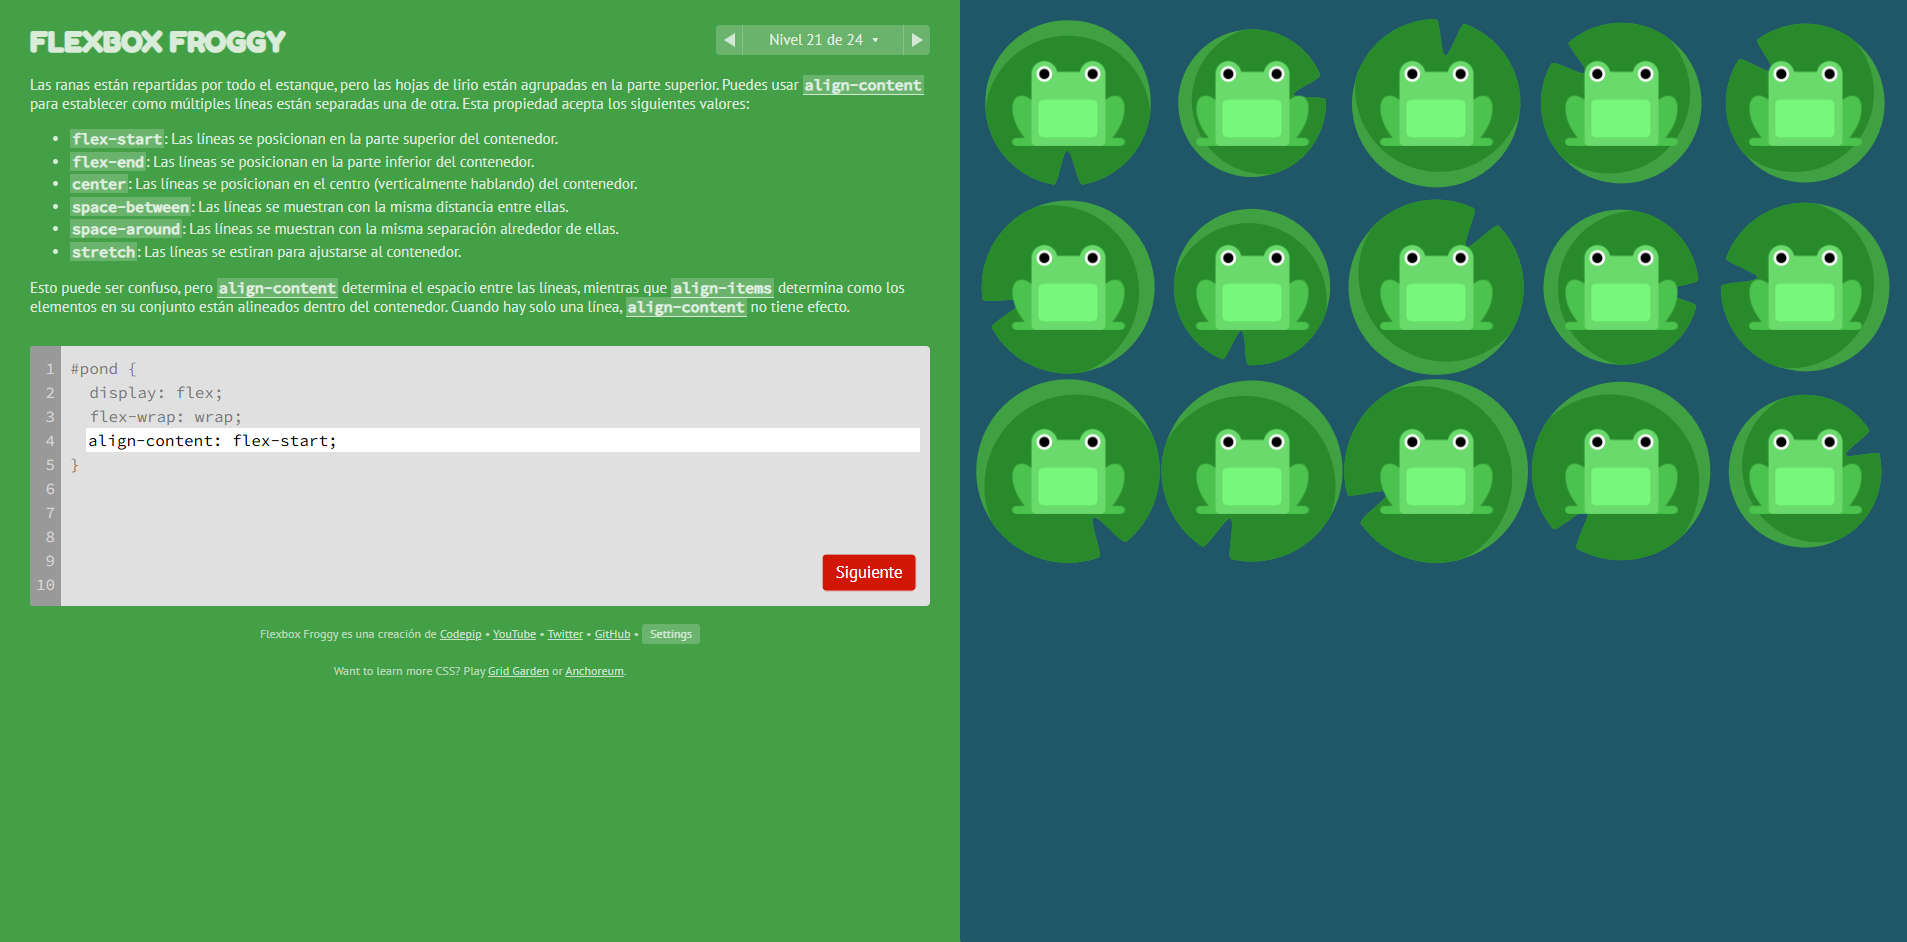 FLEXBOX FROGGY
Nivel 21 de 24
Las ranas están repartidas por todo el estanque, pero las hojas de lirio están agrupadas en la parte superior. Puedes usar align-content
para establecer como múltiples líneas están separadas una de otra. Esta propiedad acepta los siguientes valores:
• flex-start: Las líneas se posicionan en la parte superior del contenedor.
• flex-end: Las líneas se posicionan en la parte inferior del contenedor.
• center: Las líneas se posicionan en el centro (verticalmente hablando) del contenedor.
• space-between: Las líneas se muestran con la misma distancia entre ellas.
• space-around: Las líneas se muestran con la misma separación alrededor de ellas.
• stretch: Las líneas se estiran para ajustarse al contenedor.
Esto puede ser confuso, pero align-content determina el espacio entre las líneas, mientras que align-items determina como los
elementos en su conjunto están alineados dentro del contenedor. Cuando hay solo una línea, align-content no tiene efecto.
1 #pond {
2 display: flex;
3 flex-wrap: wrap;
4 align-content: flex-start;
5 }
6
7
8
9
10
Siguiente
Flexbox Froggy es una creación de Codepip • YouTube • Twitter • GitHub • Settings
Want to learn more CSS? Play Grid Garden or Anchoreum.